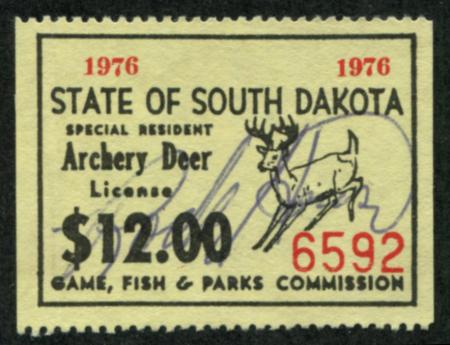 1976 1976
STATE OF SOUTH DAKOTA
SPECIAL RESIDENT
Archery Deer
License
$12.00
6592
GAME, FISH & PARKS COMMISSION